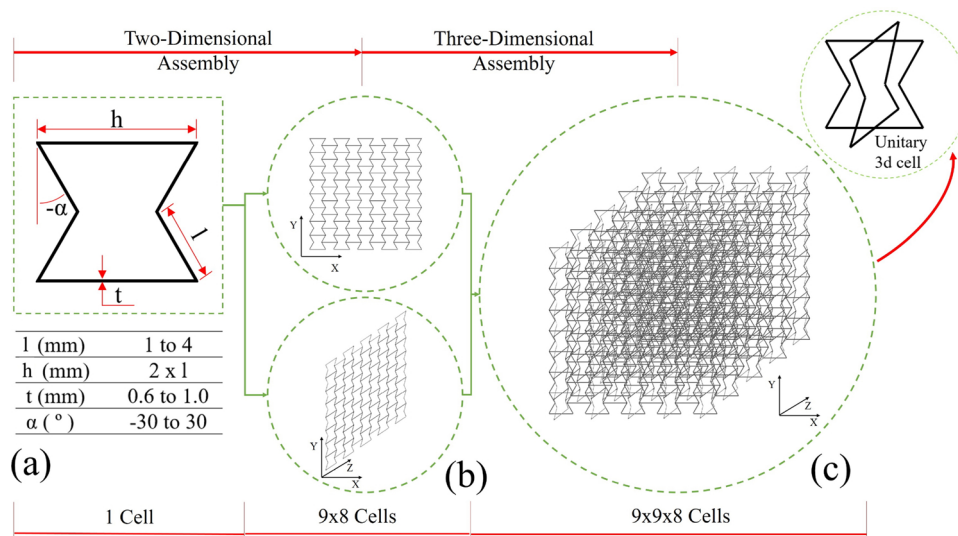 Two-Dimensional
Assembly
Three-Dimensional
Assembly
h
-α
l
t
l (mm) 1 to 4
h (mm) 2 x l
t (mm) 0.6 to 1.0
α ( º ) -30 to 30
(a)
Y
X
Y
Z
X
(b)
Y
Z
X
(c)
Unitary
3d cell
1 Cell
9x8 Cells
9x9x8 Cells